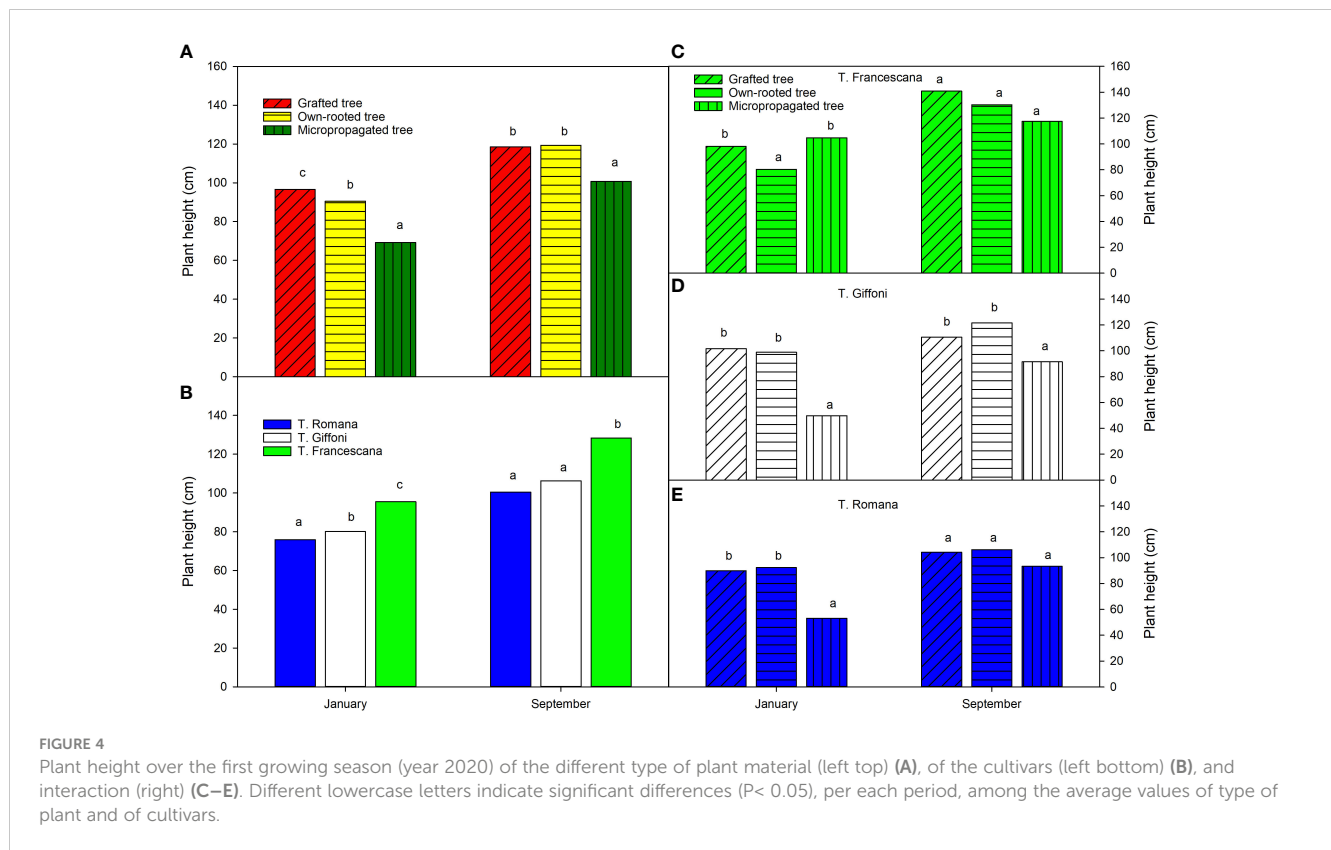 A
160
140
120
100
80
60
40
20
0
Plant height (cm)
Grafted tree
Own-rooted tree
Micropropagated tree
c
b
a
b
b
a
B
140
120
100
80
60
40
20
0
Plant height (cm)
T. Romana
T. Giffoni
T. Francescana
a
b
c
a
a
b
January
September
C
Grafted tree
Own-rooted tree
Micropropagated tree
T. Francescana
b
a
b
a
a
a
160
140
120
100
80
60
40
20
0
Plant height (cm)
D
T. Giffoni
b
b
a
b
b
a
140
120
100
80
60
40
20
0
Plant height (cm)
E
T. Romana
b
b
a
a
a
a
140
120
100
80
60
40
20
0
Plant height (cm)
January
September
FIGURE 4
Plant height over the first growing season (year 2020) of the different type of plant material (left top) (A), of the cultivars (left bottom) (B), and
interaction (right) (C–E). Different lowercase letters indicate significant differences (P< 0.05), per each period, among the average values of type of
plant and of cultivars.